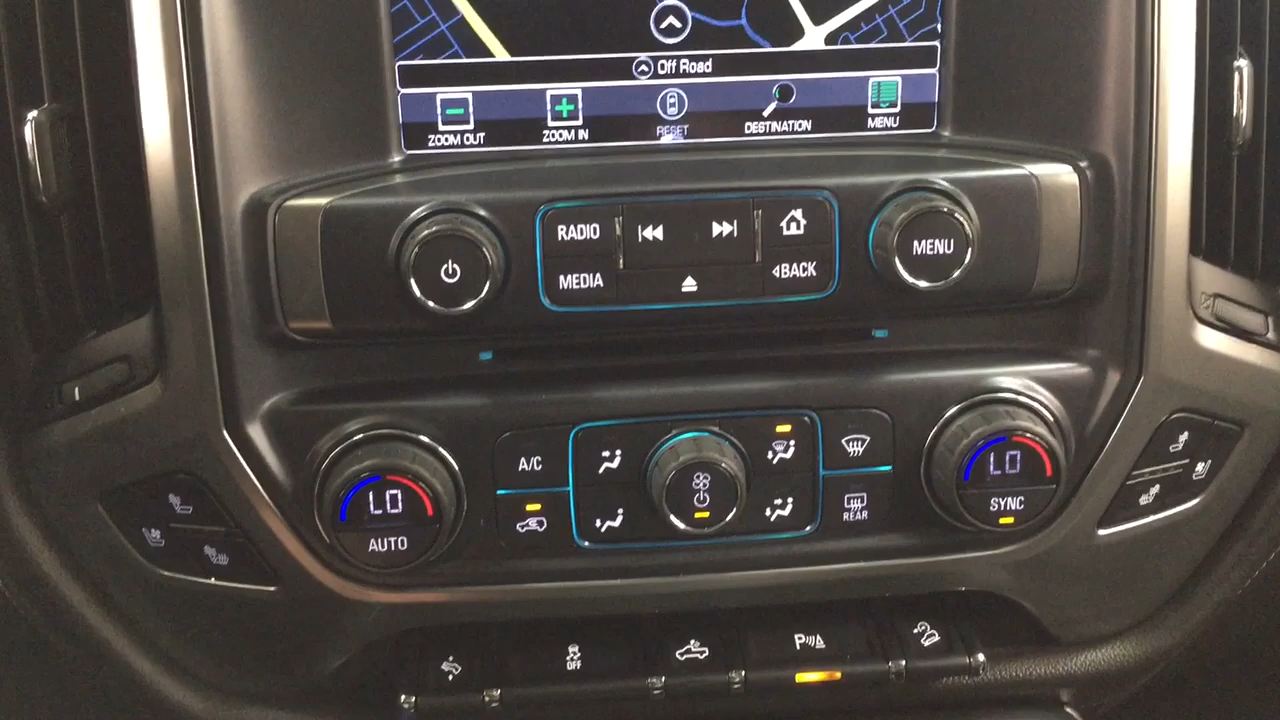 Off Road
ZOOM OUT
ZOOM IN
RESET
DESTINATION
MENU
RADIO
MEDIA
BACK
MENU
A/C
LO
AUTO
REAR
LO
SYNC
OFF
P